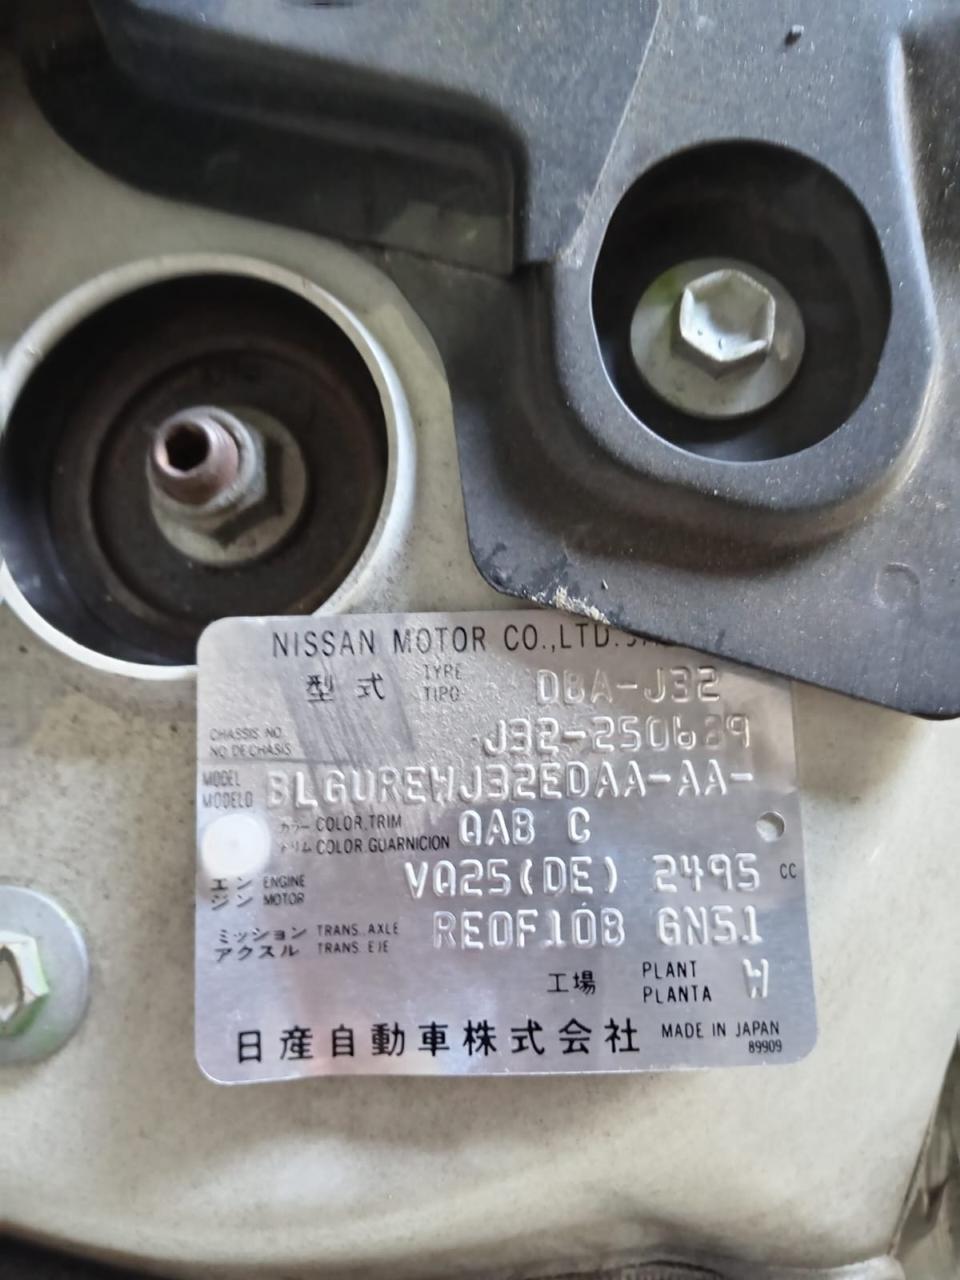 NISSAN MOTOR CO.,LTD.
型式 TYPE TIPO DBA-J32
CHASSIS NO. NO DE CHASIS
MODEL MODELO BLGUREWJ32EDAA-AA-
カラー COLOR,TRIM トリム COLOR,GUARNICION QAB C
エンジン ENGINE MOTOR VQ25(DE) 2495 CC
ミッション アクスル TRANS. AXLE TRANS. EJE RE0F10B GN51
工場 PLANT PLANTA W
日産自動車株式会社 MADE IN JAPAN
89909